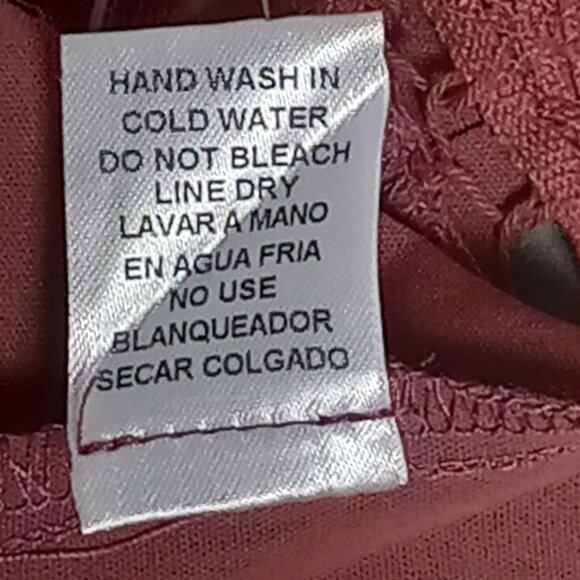 HAND WASH IN
COLD WATER
DO NOT BLEACH
LINE DRY
LAVAR A MANO
EN AGUA FRIA
NO USE
BLANQUEADOR
SECAR COLGADO